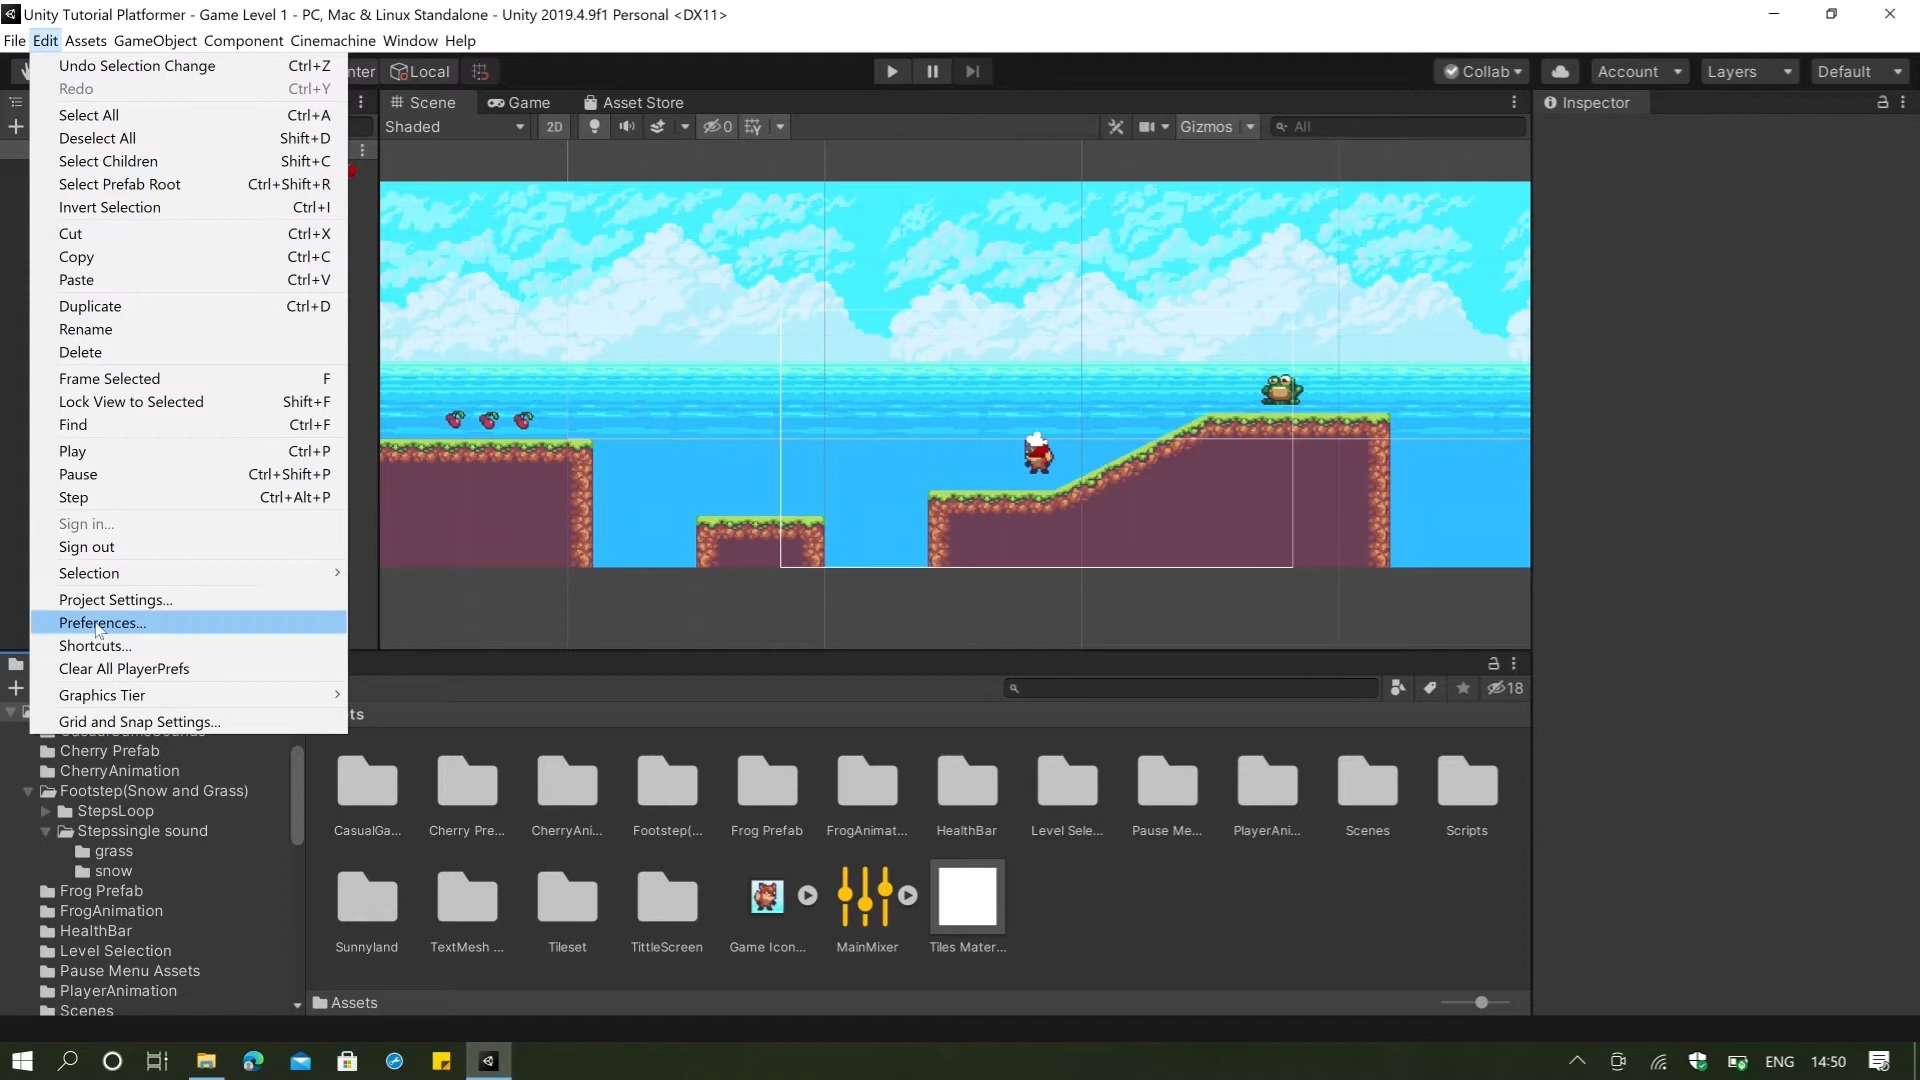 Unity Tutorial Platformer - Game Level 1 - PC, Mac & Linux Standalone - Unity 2019.4.9f1 Personal <DX11>
File Edit Assets GameObject Component Cinemachine Window Help
Undo Selection Change Ctrl+Z
Redo Ctrl+Y
Select All Ctrl+A
Deselect All Shift+D
Select Children Shift+C
Select Prefab Root Ctrl+Shift+R
Invert Selection Ctrl+I
Cut Ctrl+X
Copy Ctrl+C
Paste Ctrl+V
Duplicate Ctrl+D
Rename
Delete
Frame Selected F
Lock View to Selected Shift+F
Find Ctrl+F
Play Ctrl+P
Pause Ctrl+Shift+P
Step Ctrl+Alt+P
Sign in...
Sign out
Selection
Project Settings...
Preferences...
Shortcuts...
Clear All PlayerPrefs
Graphics Tier
Grid and Snap Settings...
nter Local
Collab Account Layers Default
Scene Game Asset Store
Inspector
Shaded 2D 0 Gizmos All
18
ts
Cherry Prefab
CherryAnimation
Footstep(Snow and Grass)
StepsLoop
Stepssingle sound
grass
snow
Frog Prefab
FrogAnimation
HealthBar
Level Selection
Pause Menu Assets
PlayerAnimation
Scenes
CasualGa... Cherry Pre... CherryAni... Footstep(... Frog Prefab FrogAnimat... HealthBar Level Sele... Pause Me... PlayerAni... Scenes Scripts
Sunnyland TextMesh ... Tileset TittleScreen Game Icon... MainMixer Tiles Mater...
Assets
ENG 14:50